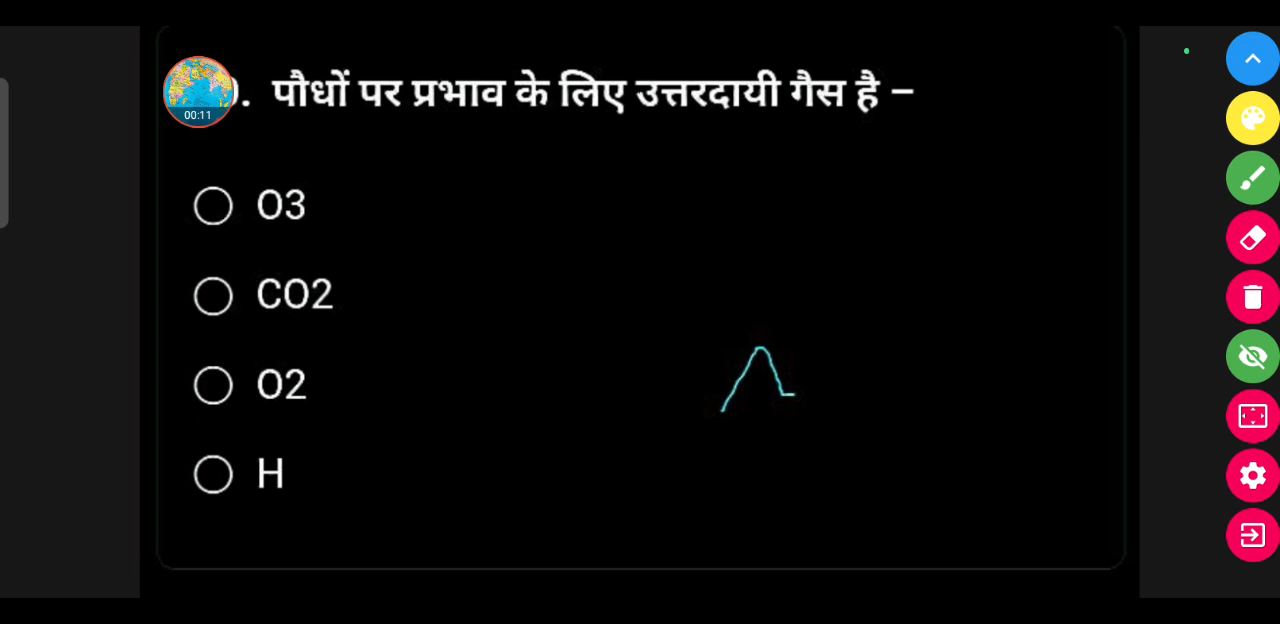 . पौधों पर प्रभाव के लिए उत्तरदायी गैस है –
00:11
O3
CO2
O2
H